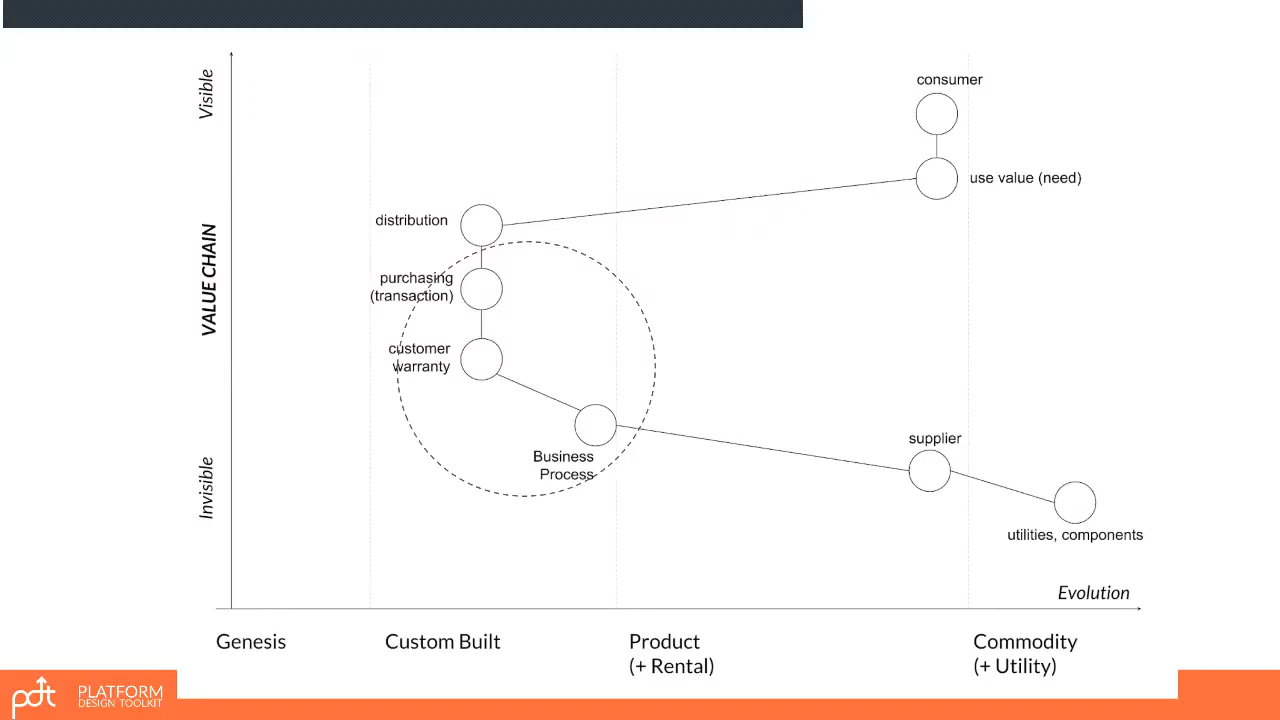 Visible
VALUE CHAIN
Invisible
consumer
use value (need)
distribution
purchasing
(transaction)
customer
warranty
Business
Process
supplier
utilities, components
Evolution
Genesis
Custom Built
Product
(+ Rental)
Commodity
(+ Utility)
pdt
PLATFORM
DESIGN TOOLKIT